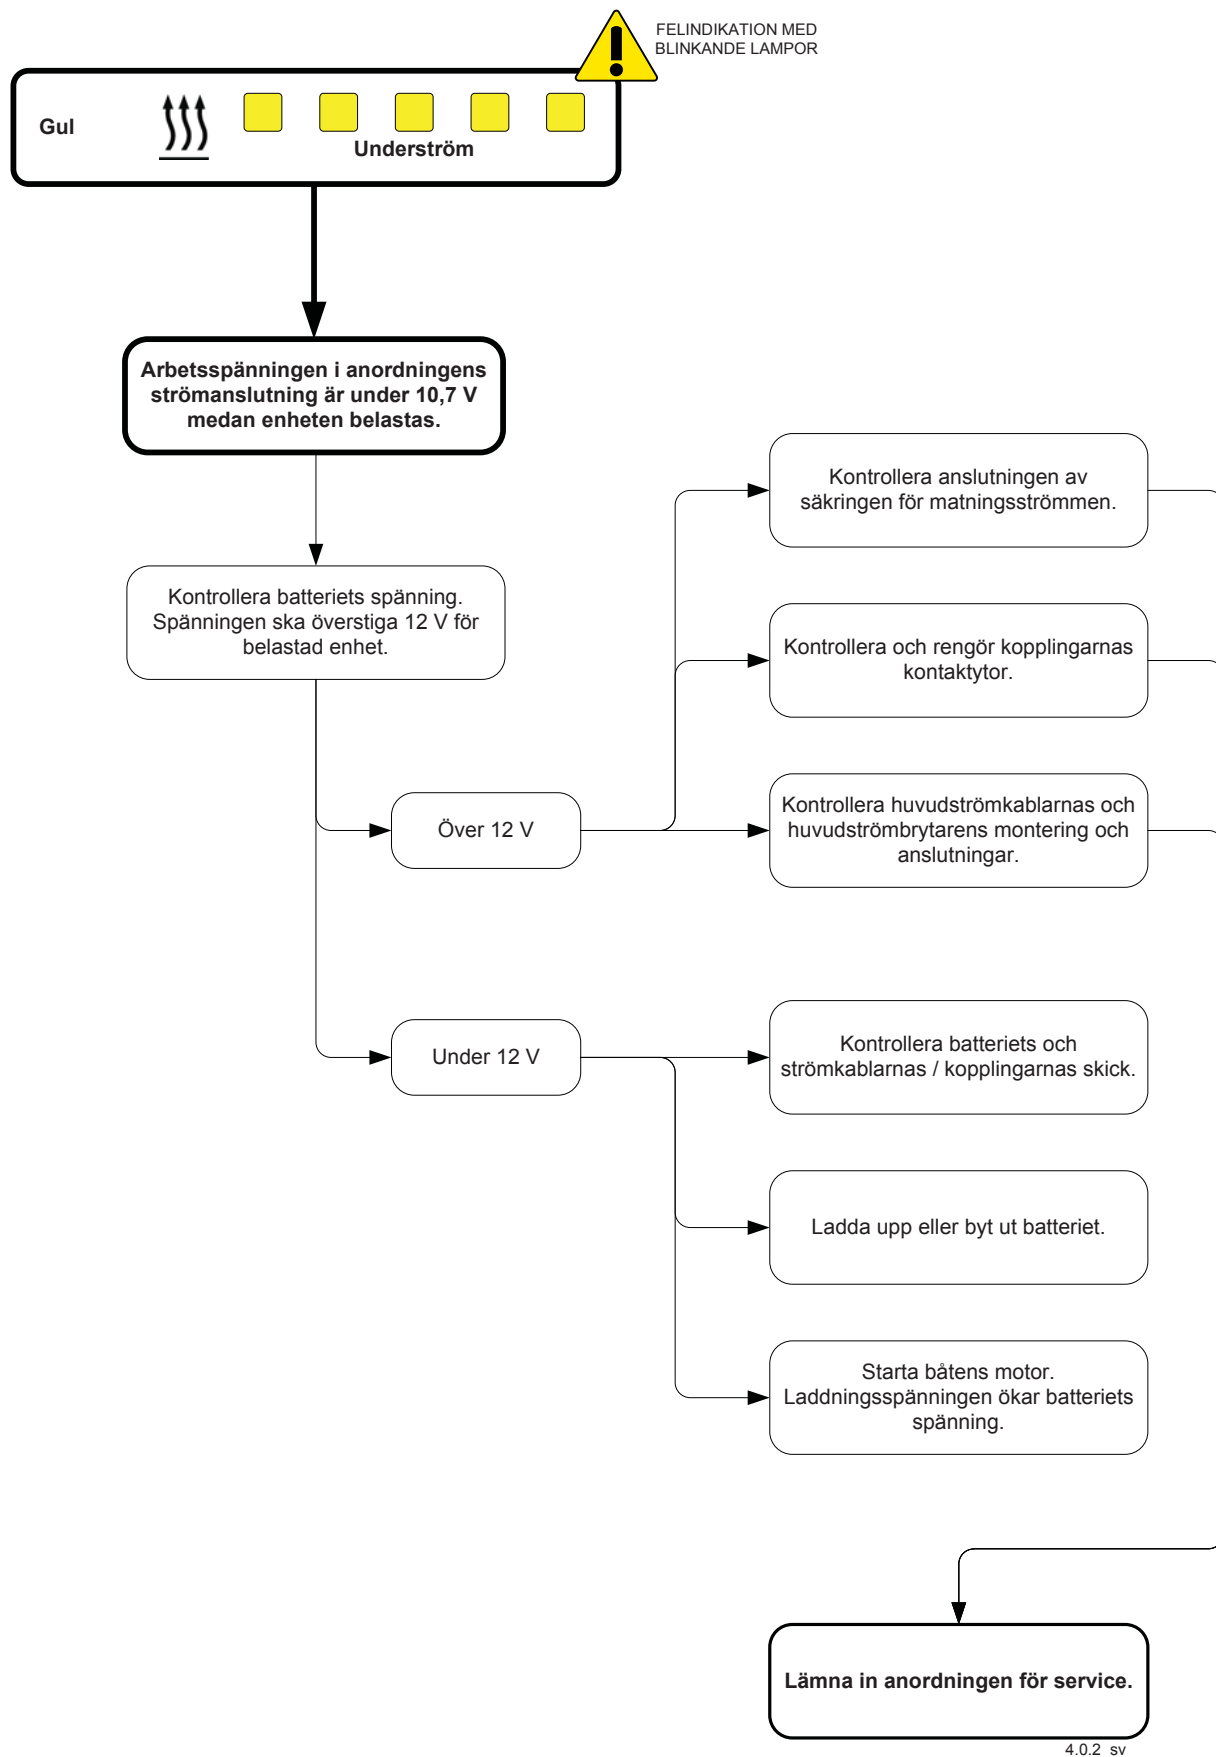 FELINDIKATION MED
BLINKANDE LAMPOR
Gul
Underström
Arbetsspänningen i anordningens
strömanslutning är under 10,7 V
medan enheten belastas.
Kontrollera anslutningen av
säkringen för matningsströmmen.
Kontrollera batteriets spänning.
Spänningen ska överstiga 12 V för
belastad enhet.
Kontrollera och rengör kopplingarnas
kontaktytor.
Över 12 V
Kontrollera huvudströmkablarnas och
huvudströmbrytarens montering och
anslutningar.
Under 12 V
Kontrollera batteriets och
strömkablarnas / kopplingarnas skick.
Ladda upp eller byt ut batteriet.
Starta båtens motor.
Laddningsspänningen ökar batteriets
spänning.
Lämna in anordningen för service.
4.0.2_sv